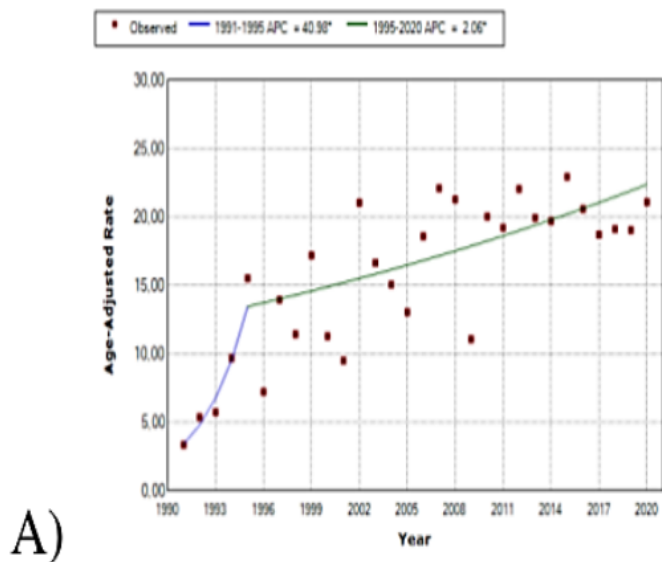 Observed 1991-1995 APC = 40.98* 1995-2020 APC = 2.06*
30.00
25.00
20.00
15.00
10.00
5.00
0.00
Age-Adjusted Rate
1990 1993 1996 1999 2002 2005 2008 2011 2014 2017 2020
Year
A)